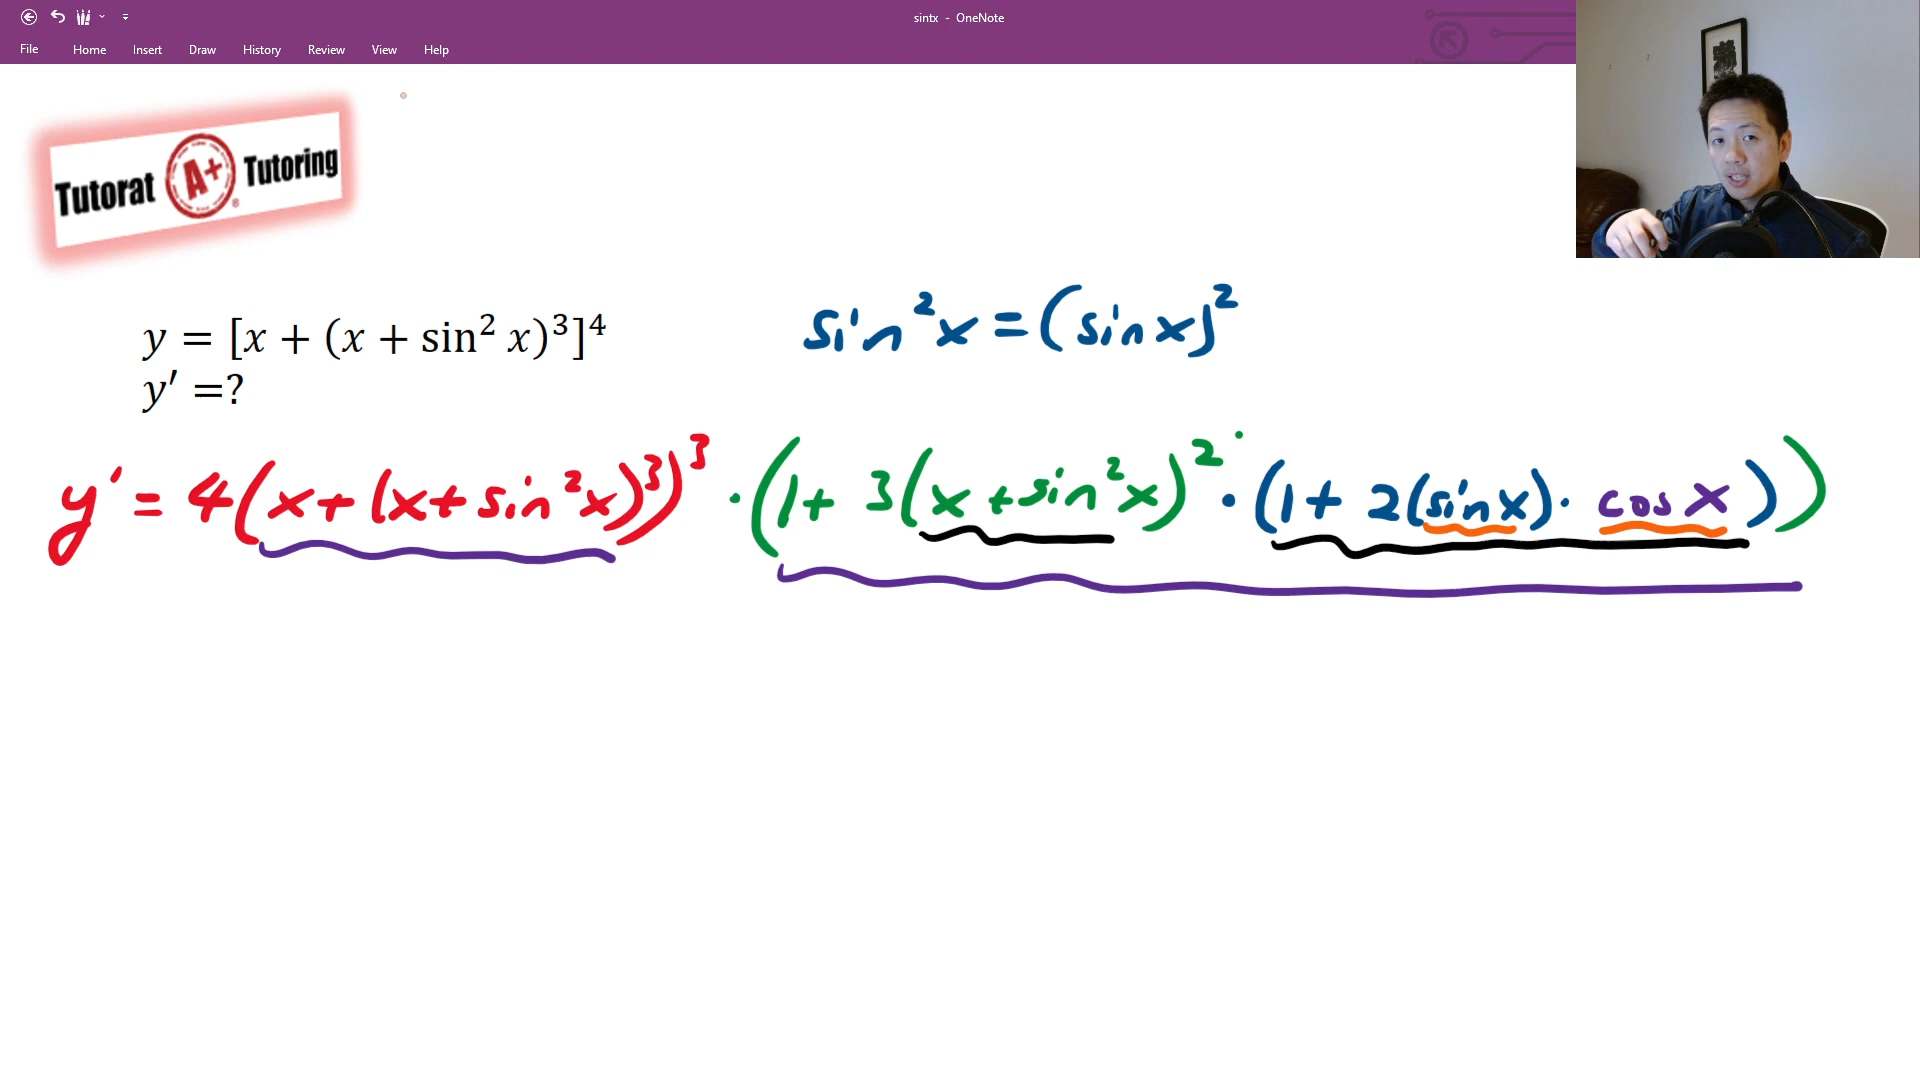 sintx - OneNote
File Home Insert Draw History Review View Help
Tutorat A+ Tutoring ®
y = [x + (x + sin² x)³]⁴
sin²x = (sin x)²
y′ =?
y' = 4(x + (x + sin²x)³)³ · (1 + 3(x + sin²x)² · (1 + 2(sin x) · cos x))